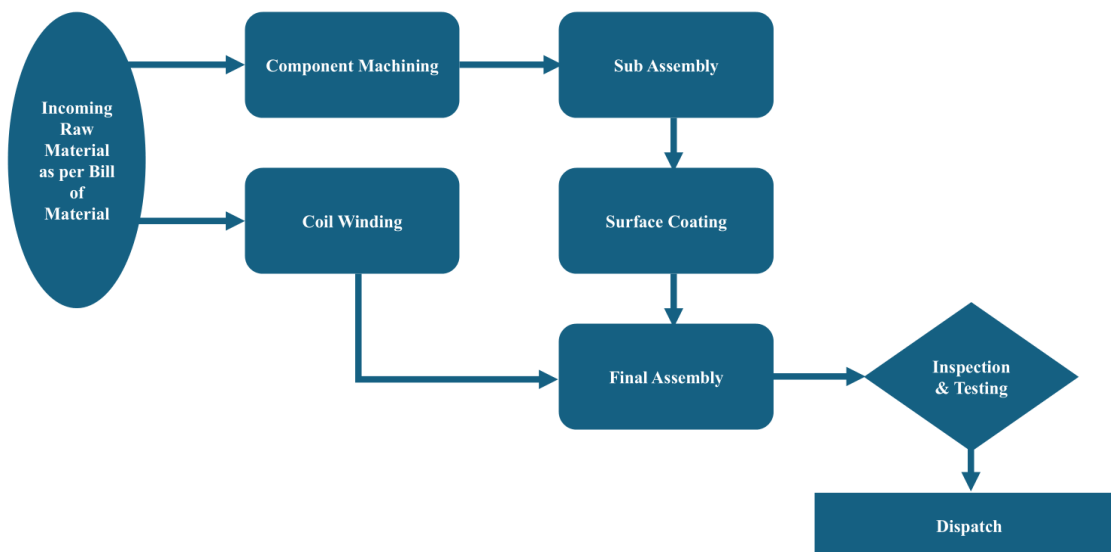 Incoming
Raw
Material
as per Bill
of
Material
Component Machining
Sub Assembly
Coil Winding
Surface Coating
Final Assembly
Inspection
& Testing
Dispatch